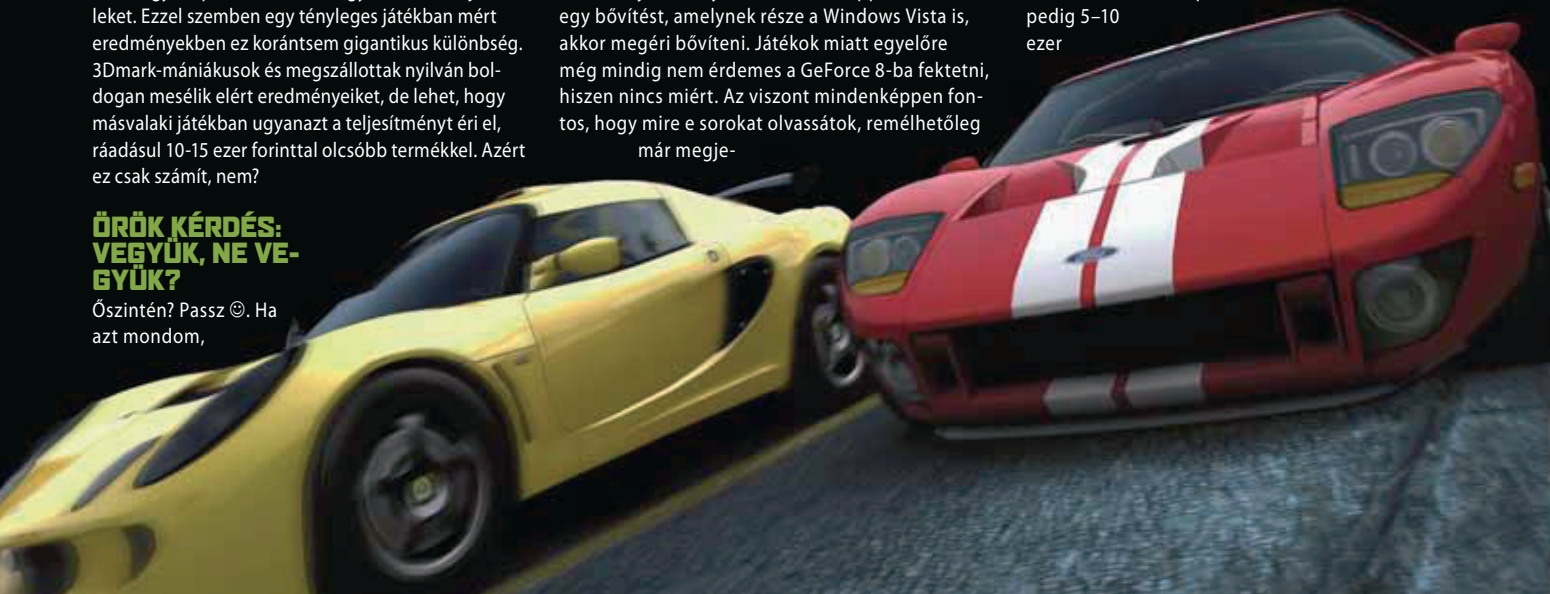 leket. Ezzel szemben egy tényleges játékban mért
eredményekben ez korántsem gigantikus különbség.
3Dmark-mániákusok és megszállottak nyilván bol-
dogan mesélik elért eredményeiket, de lehet, hogy
másvalaki játékban ugyanazt a teljesítményt éri el,
ráadásul 10-15 ezer forinttal olcsóbb termékkel. Azért
ez csak számít, nem?
ÖRÖK KÉRDÉS:
VEGYÜK, NE VE-
GYÜK?
Őszintén? Passz ☺. Ha
azt mondom,
egy bővítést, amelynek része a Windows Vista is,
akkor megéri bővíteni. Játékok miatt egyelőre
még mindig nem érdemes a GeForce 8-ba fektetni,
hiszen nincs miért. Az viszont mindenképpen fon-
tos, hogy mire e sorokat olvassátok, remélhetőleg
már megje-
pedig 5–10
ezer